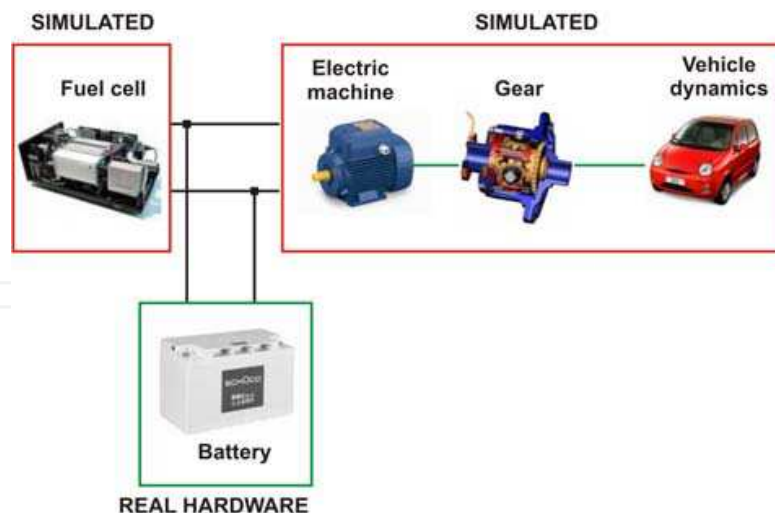 SIMULATED
SIMULATED
Fuel cell
Electric
machine
Gear
Vehicle
dynamics
Battery
REAL HARDWARE